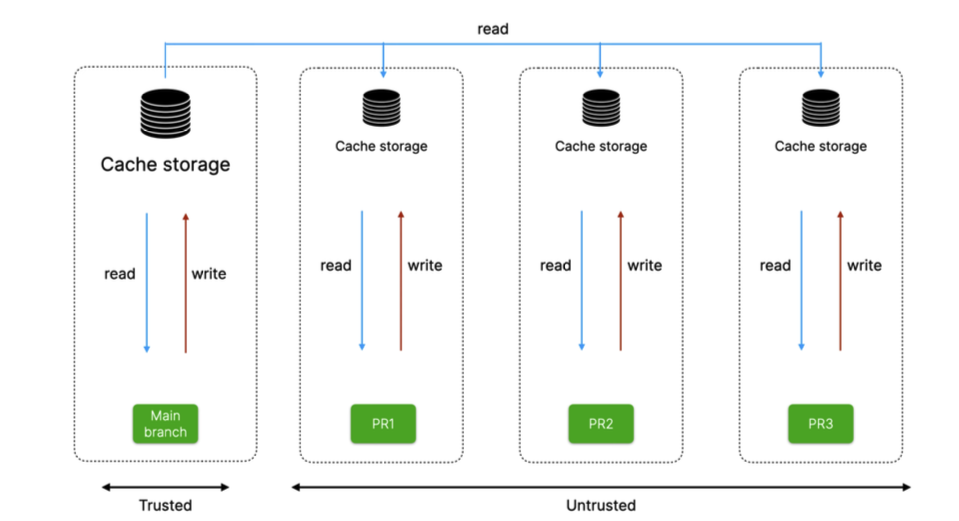 read
Cache storage
Cache storage
Cache storage
Cache storage
read
write
read
write
read
write
read
write
Main
branch
PR1
PR2
PR3
Trusted
Untrusted